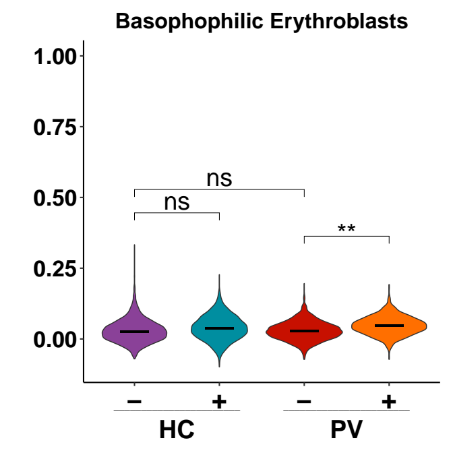 Basophophilic Erythroblasts
1.00
0.75
0.50
0.25
0.00
ns
ns
**
− + − +
HC PV